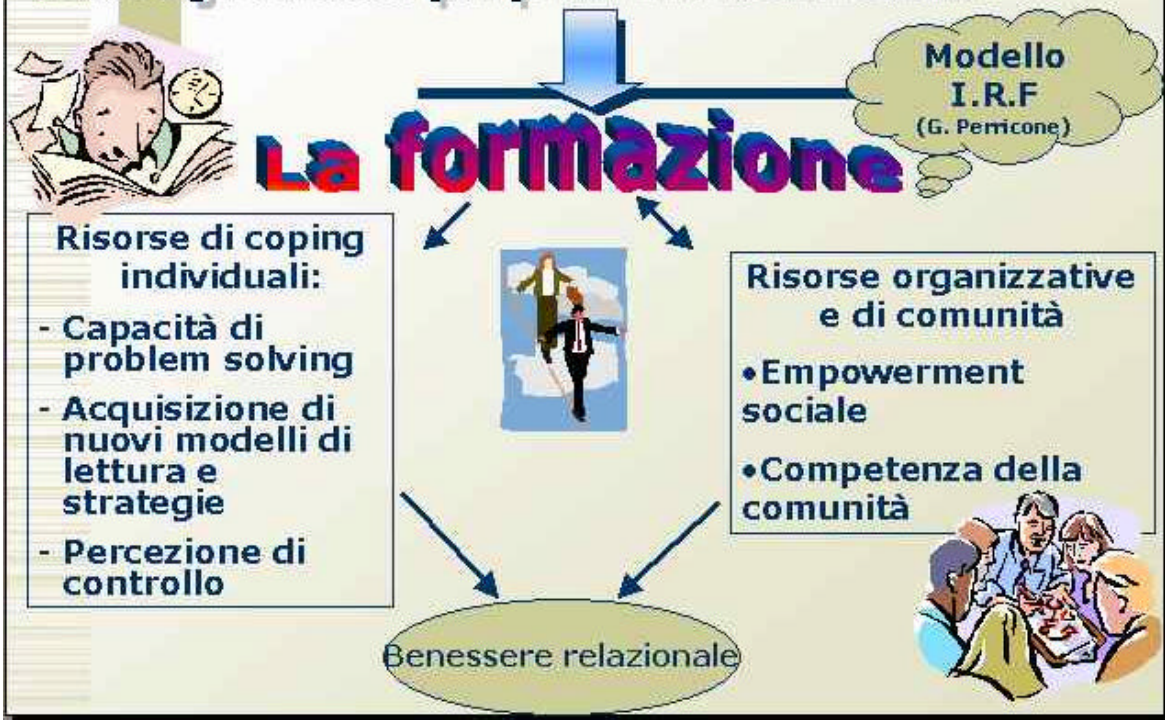 Modello
I.R.F
(G. Perricone)
La formazione
Risorse di coping
individuali:
- Capacità di
problem solving
- Acquisizione di
nuovi modelli di
lettura e
strategie
- Percezione di
controllo
Risorse organizzative
e di comunità
•Empowerment
sociale
•Competenza della
comunità
Benessere relazionale